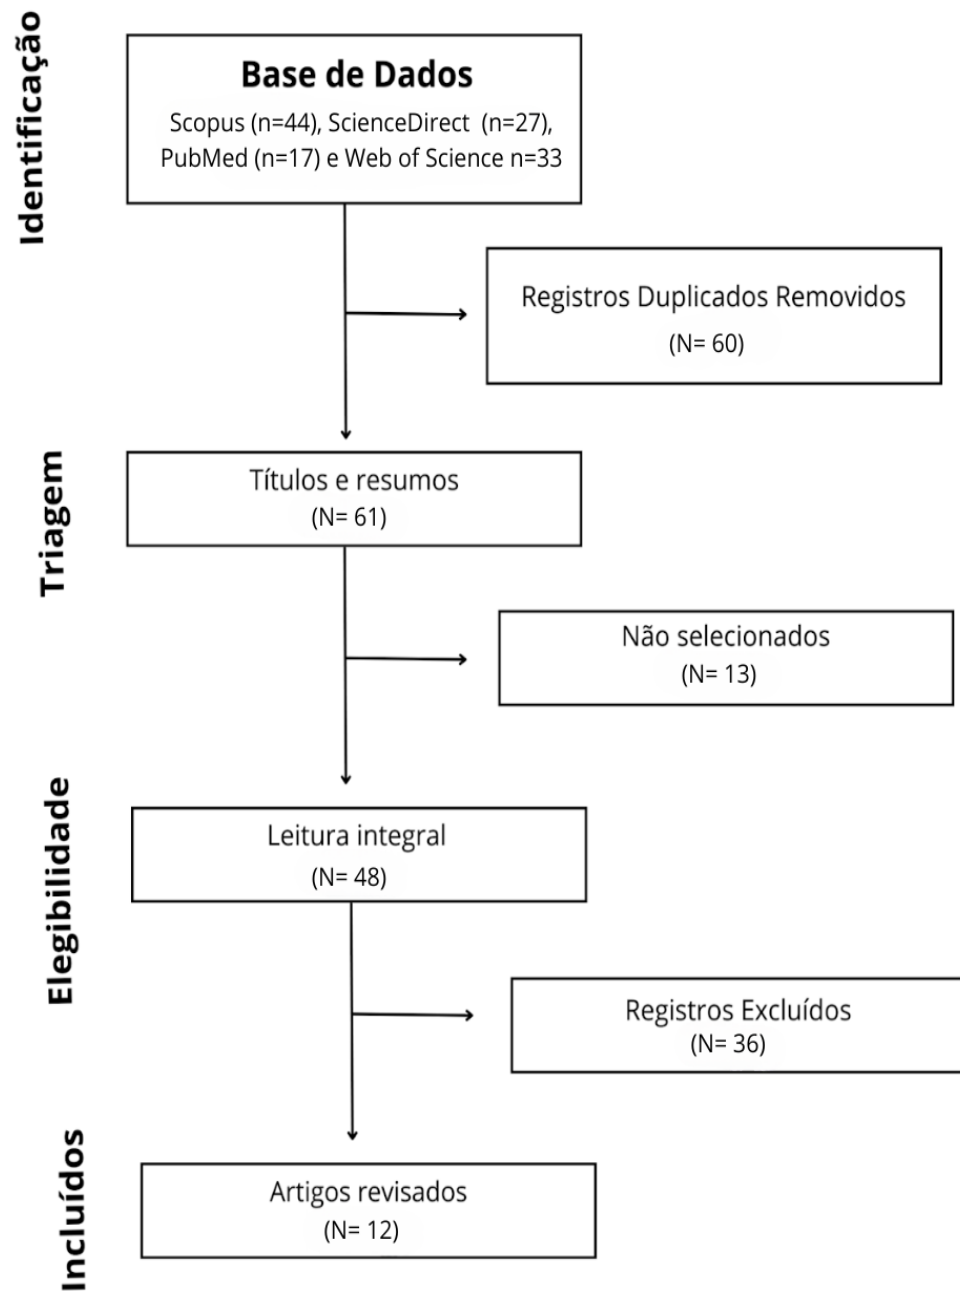 Identificação
Base de Dados
Scopus (n=44), ScienceDirect (n=27),
PubMed (n=17) e Web of Science n=33
Registros Duplicados Removidos
(N= 60)
Triagem
Títulos e resumos
(N= 61)
Não selecionados
(N= 13)
Elegibilidade
Leitura integral
(N= 48)
Registros Excluídos
(N= 36)
Incluídos
Artigos revisados
(N= 12)